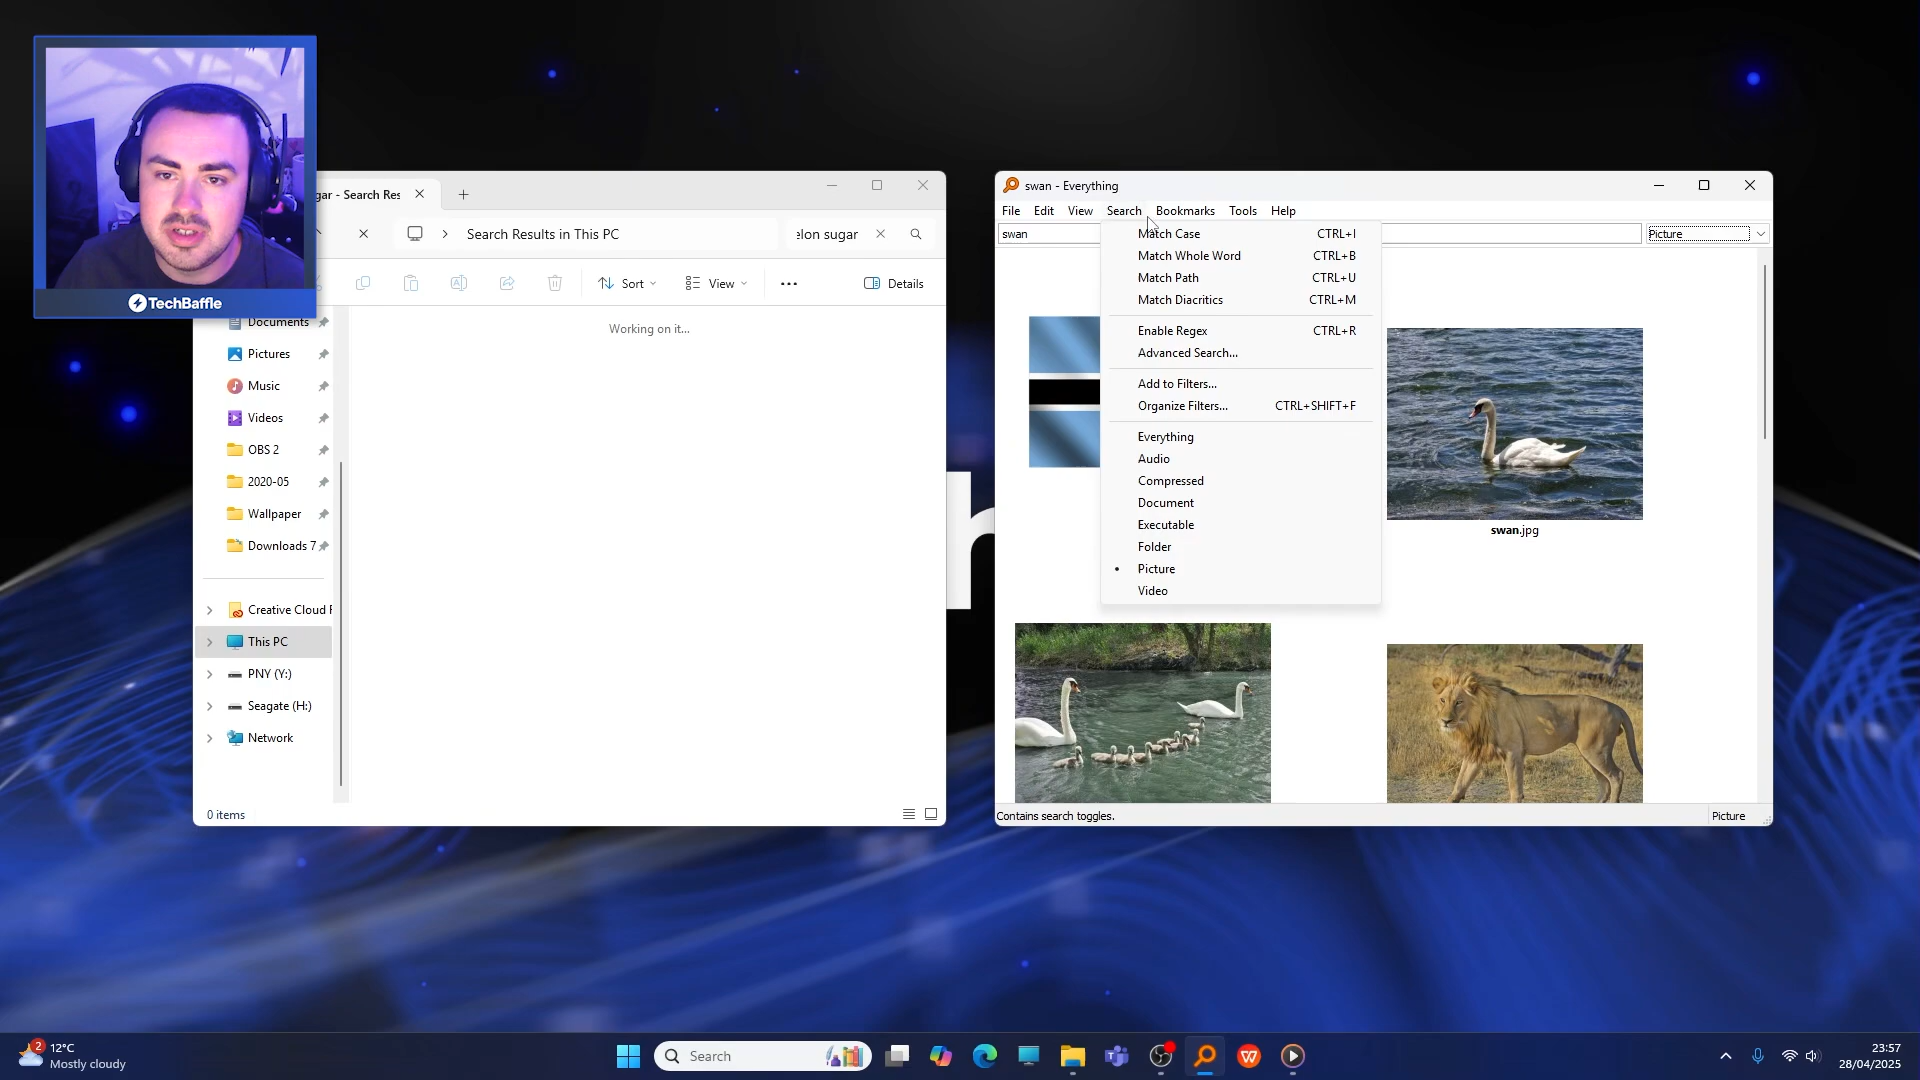 TechBaffle
gar - Search Res
Search Results in This PC
elon sugar
Sort
View
Details
Documents
Pictures
Music
Videos
OBS 2
2020-05
Wallpaper
Downloads 7
Creative Cloud F
This PC
PNY (Y:)
Seagate (H:)
Network
Working on it...
0 items
swan - Everything
File Edit View Search Bookmarks Tools Help
swan
Picture
Match Case CTRL+I
Match Whole Word CTRL+B
Match Path CTRL+U
Match Diacritics CTRL+M
Enable Regex CTRL+R
Advanced Search...
Add to Filters...
Organize Filters... CTRL+SHIFT+F
Everything
Audio
Compressed
Document
Executable
Folder
Picture
Video
swan.jpg
Contains search toggles.
Picture
2
12°C
Mostly cloudy
Search
23:57
28/04/2025